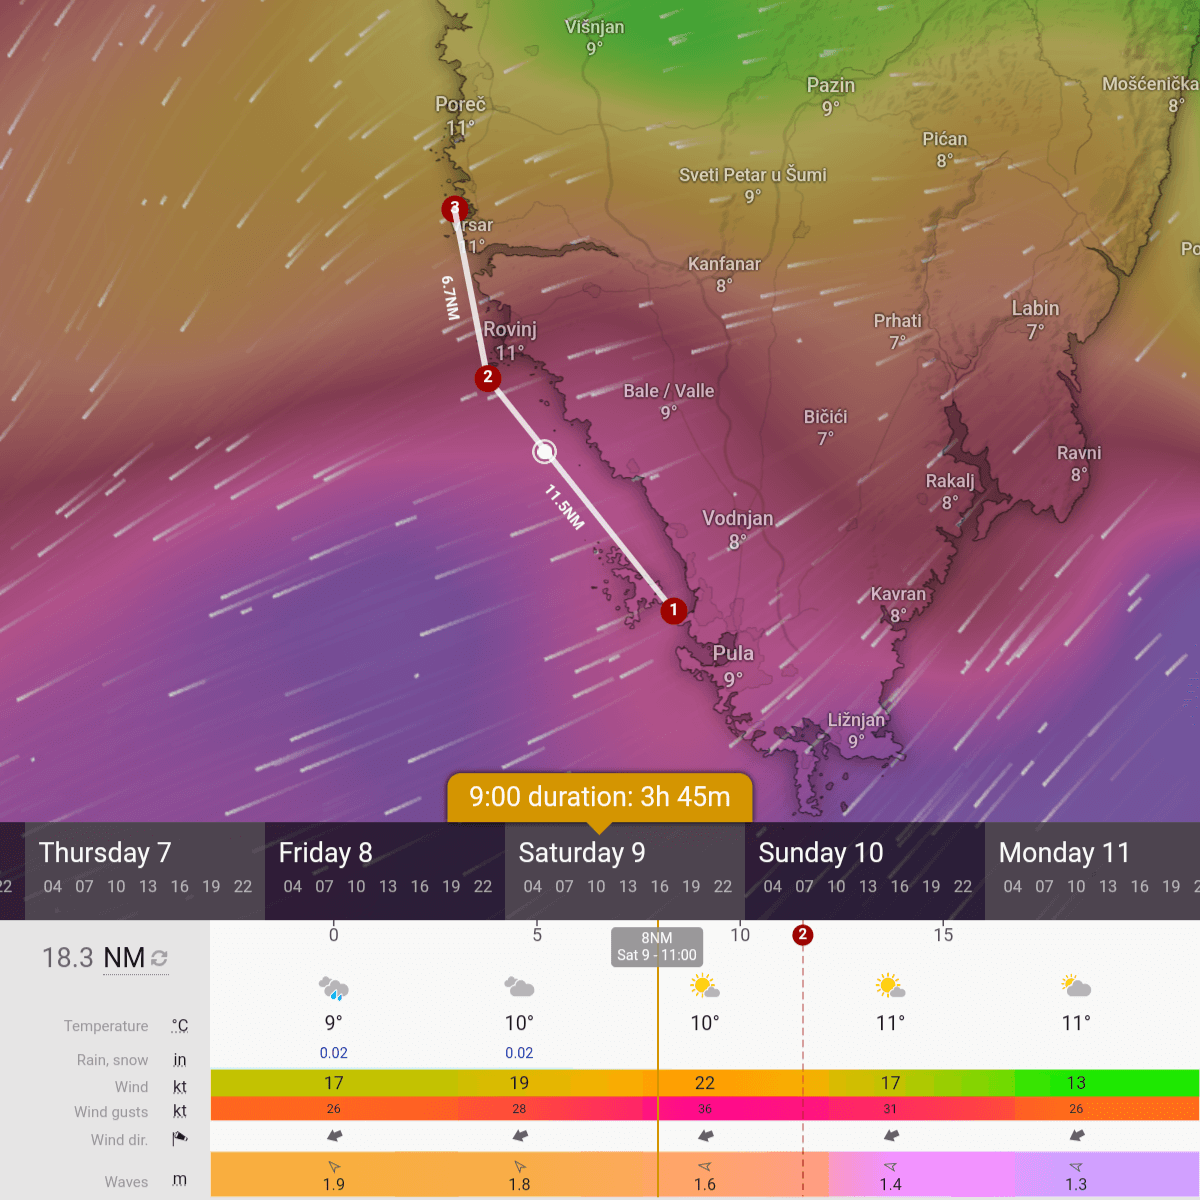 Višnjan
9°
Pazin
9°
Mošćenička
8°
Poreč
11°
Pićan
8°
Sveti Petar u Šumi
9°
3
rsar
11°
Kanfanar
8°
Po
6.7NM
Labin
7°
Prhati
7°
Rovinj
11°
2
Bale / Valle
9°
Bičići
7°
Ravni
8°
Rakalj
8°
11.5NM
Vodnjan
8°
Kavran
8°
1
Pula
9°
Ližnjan
9°
9:00 duration: 3h 45m
Thursday 7 Friday 8 Saturday 9 Sunday 10 Monday 11
22 04 07 10 13 16 19 22 04 07 10 13 16 19 22 04 07 10 13 16 19 22 04 07 10 13 16 19 22 04 07 10 13 16 19 2
0 5 10 2 15
8NM
Sat 9 - 11:00
18.3 NM
Temperature °C 9° 10° 10° 11° 11°
Rain, snow in 0.02 0.02
Wind kt 17 19 22 17 13
Wind gusts kt 26 28 36 31 26
Wind dir.
Waves m 1.9 1.8 1.6 1.4 1.3